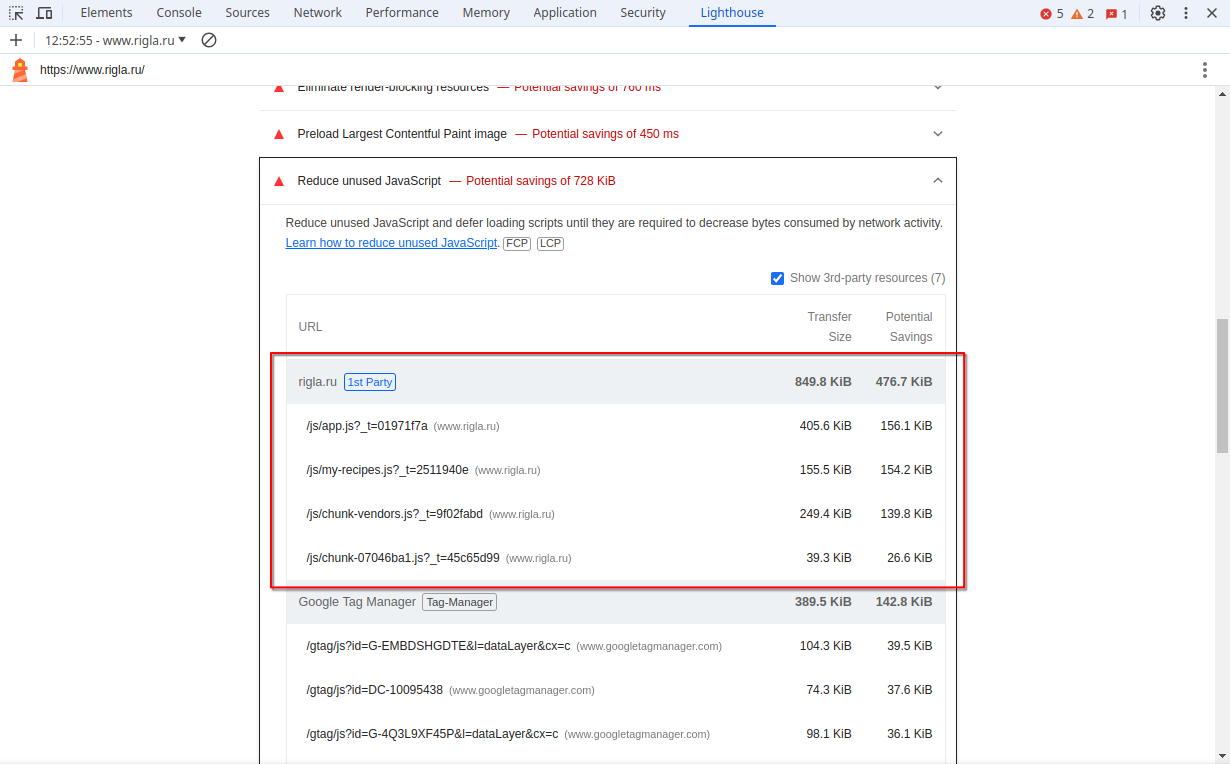 Elements Console Sources Network Performance Memory Application Security Lighthouse 5 2 1
12:52:55 - www.rigla.ru
https://www.rigla.ru/
Eliminate render-blocking resources — Potential savings of 760 ms
Preload Largest Contentful Paint image — Potential savings of 450 ms
Reduce unused JavaScript — Potential savings of 728 KiB
Reduce unused JavaScript and defer loading scripts until they are required to decrease bytes consumed by network activity.
Learn how to reduce unused JavaScript. FCP LCP
Show 3rd-party resources (7)
URL Transfer Size Potential Savings
rigla.ru 1st Party 849.8 KiB 476.7 KiB
/js/app.js?_t=01971f7a (www.rigla.ru) 405.6 KiB 156.1 KiB
/js/my-recipes.js?_t=2511940e (www.rigla.ru) 155.5 KiB 154.2 KiB
/js/chunk-vendors.js?_t=9f02fabd (www.rigla.ru) 249.4 KiB 139.8 KiB
/js/chunk-07046ba1.js?_t=45c65d99 (www.rigla.ru) 39.3 KiB 26.6 KiB
Google Tag Manager Tag-Manager 389.5 KiB 142.8 KiB
/gtag/js?id=G-EMBDSHGDTE&l=dataLayer&cx=c (www.googletagmanager.com) 104.3 KiB 39.5 KiB
/gtag/js?id=DC-10095438 (www.googletagmanager.com) 74.3 KiB 37.6 KiB
/gtag/js?id=G-4Q3L9XF45P&l=dataLayer&cx=c (www.googletagmanager.com) 98.1 KiB 36.1 KiB